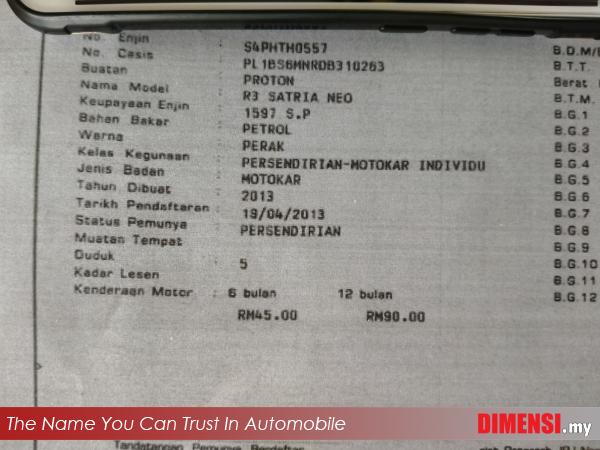 No. Enjin : S4PHTH0557 B.D.M/
No. Casis : PL1BS6MNRDB310263 B.T.T.
Buatan : PROTON Berat
Nama Model : R3 SATRIA NEO B.T.M.
Keupayaan Enjin : 1597 S.P B.G.1
Bahan Bakar : PETROL B.G.2
Warna : PERAK B.G.3
Kelas Kegunaan : PERSENDIRIAN-MOTOKAR INDIVIDU B.G.4
Jenis Badan : MOTOKAR B.G.5
Tahun Dibuat : 2013 B.G.6
Tarikh Pendaftaran : 19/04/2013 B.G.7
Status Pemunya : PERSENDIRIAN B.G.8
Muatan Tempat B.G.9
Duduk : 5 B.G.10
Kadar Lesen B.G.11
Kenderaan Motor : 6 bulan 12 bulan B.G.12
RM45.00 RM90.00
The Name You Can Trust In Automobile DIMENSI.my
Tandatangan Pemunya Berdaftar